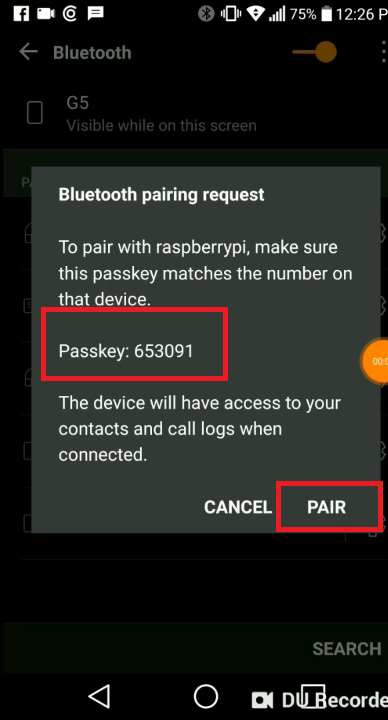 75% 12:26 P
Bluetooth
G5
Visible while on this screen
Bluetooth pairing request
To pair with raspberrypi, make sure
this passkey matches the number on
that device.
Passkey: 653091
The device will have access to your
contacts and call logs when
connected.
CANCEL PAIR
SEARCH
DU Recorde